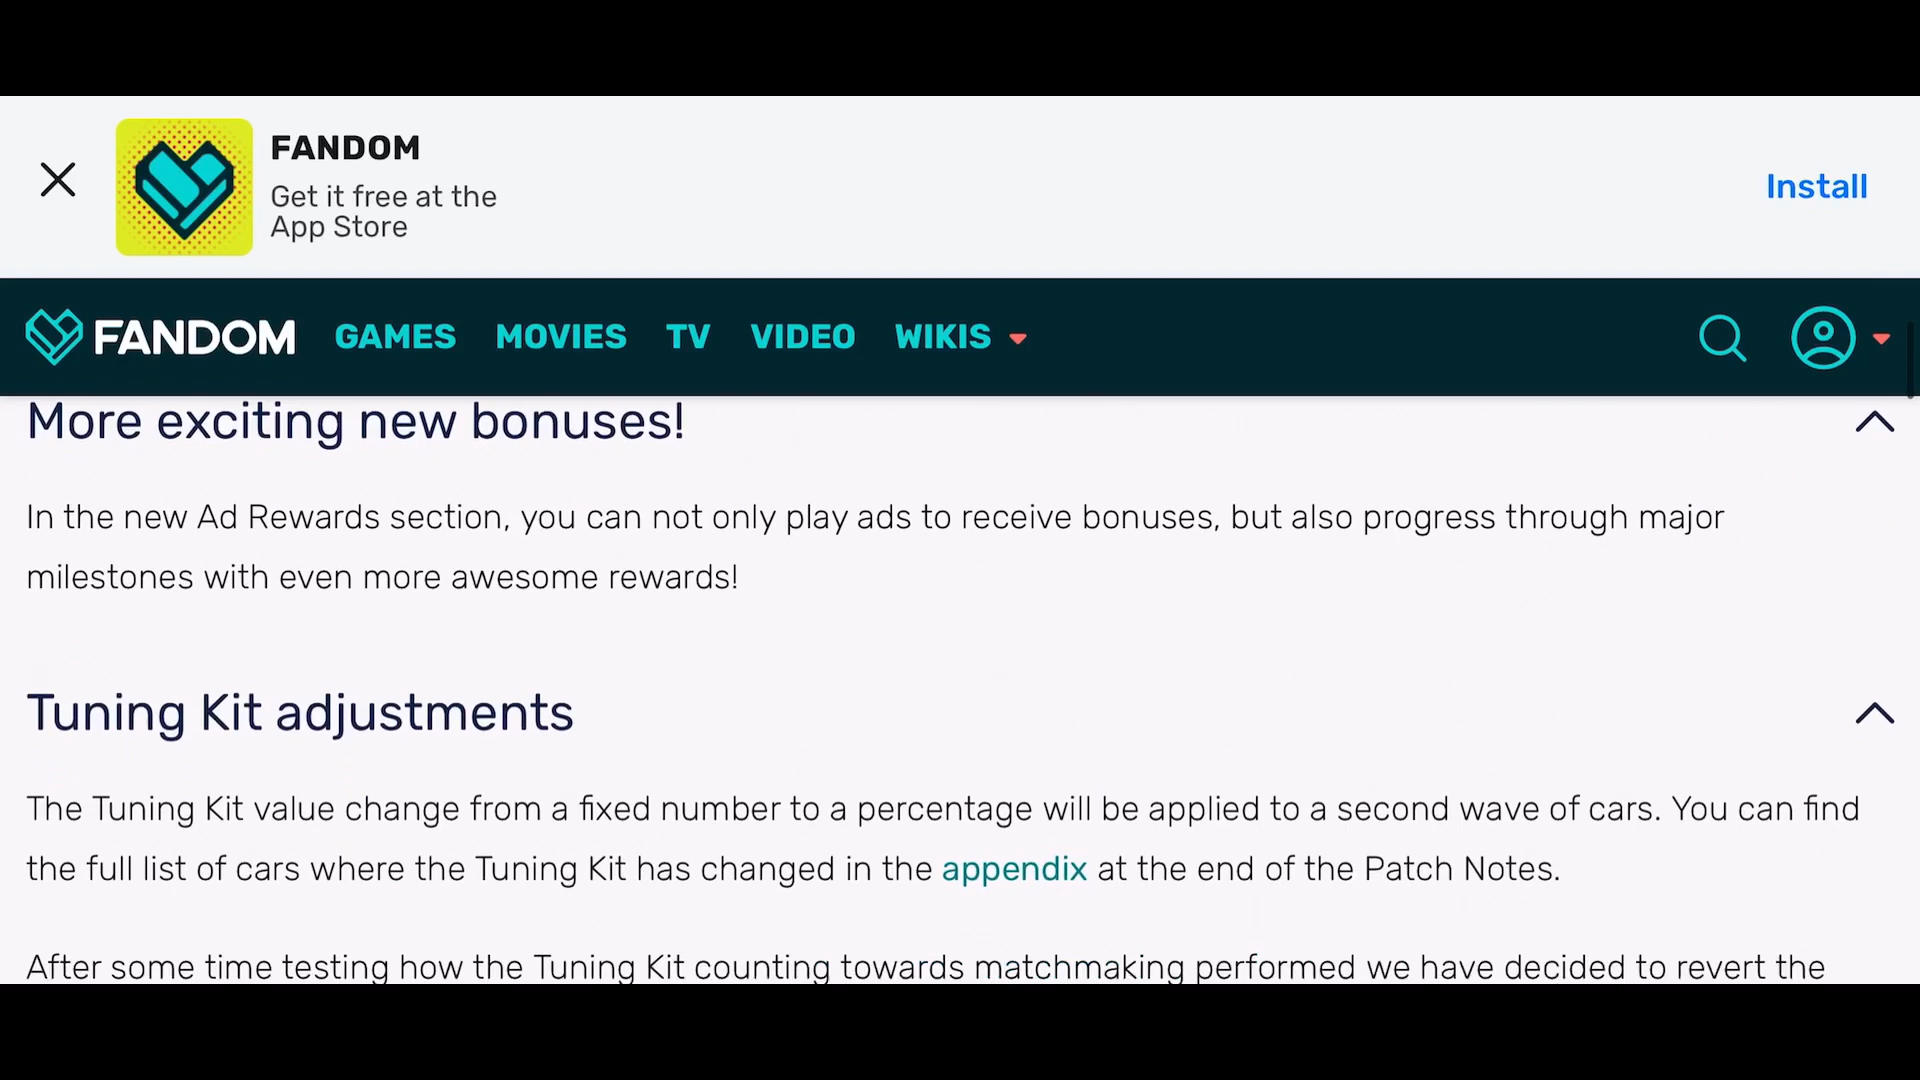 FANDOM
Get it free at the
App Store
Install
FANDOM GAMES MOVIES TV VIDEO WIKIS
More exciting new bonuses!
In the new Ad Rewards section, you can not only play ads to receive bonuses, but also progress through major
milestones with even more awesome rewards!
Tuning Kit adjustments
The Tuning Kit value change from a fixed number to a percentage will be applied to a second wave of cars. You can find
the full list of cars where the Tuning Kit has changed in the appendix at the end of the Patch Notes.
After some time testing how the Tuning Kit counting towards matchmaking performed we have decided to revert the